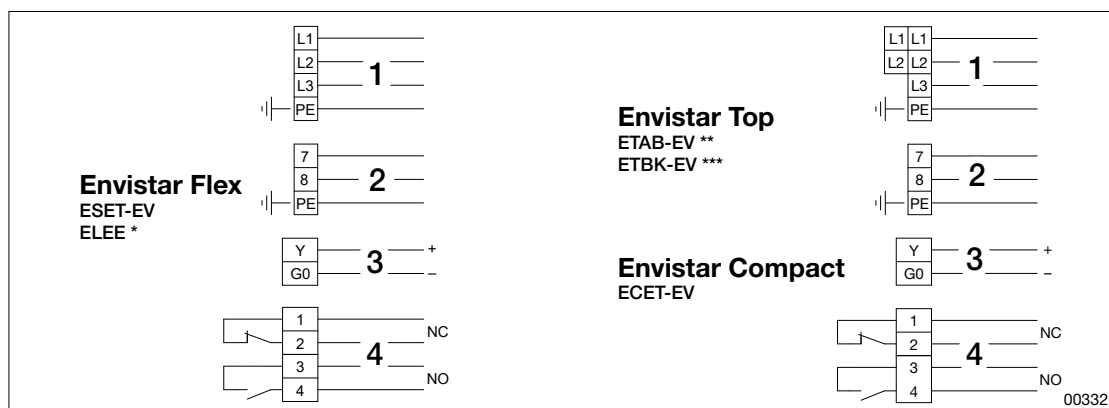 L1
L2
L3
PE
1
7
8
PE
2
Envistar Flex
ESET-EV
ELEE *
Y
G0
3
+
–
1
2
3
4
4
NC
NO
L1 L1
L2 L2
L3
PE
1
Envistar Top
ETAB-EV **
ETBK-EV ***
7
8
PE
2
Y
G0
3
+
–
Envistar Compact
ECET-EV
1
2
3
4
4
NC
NO
00332